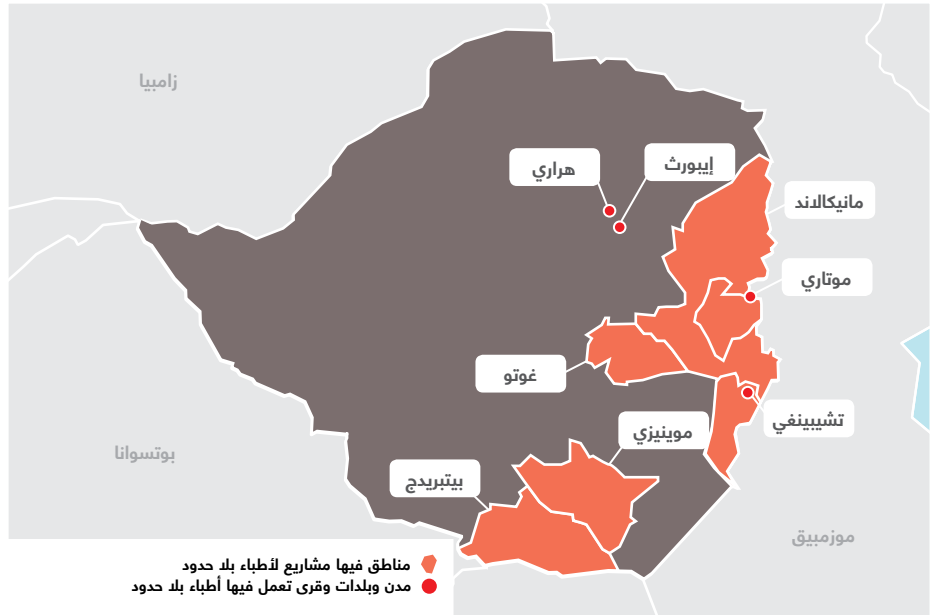 زامبيا
إيبورث
هراري
مانيكالاند
موتاري
غوتو
تشيبينغي
موينيزي
بوتسوانا
بيتبريدج
موزمبيق
مناطق فيها مشاريع لأطباء بلا حدود
مدن وبلدات وقرى تعمل فيها أطباء بلا حدود